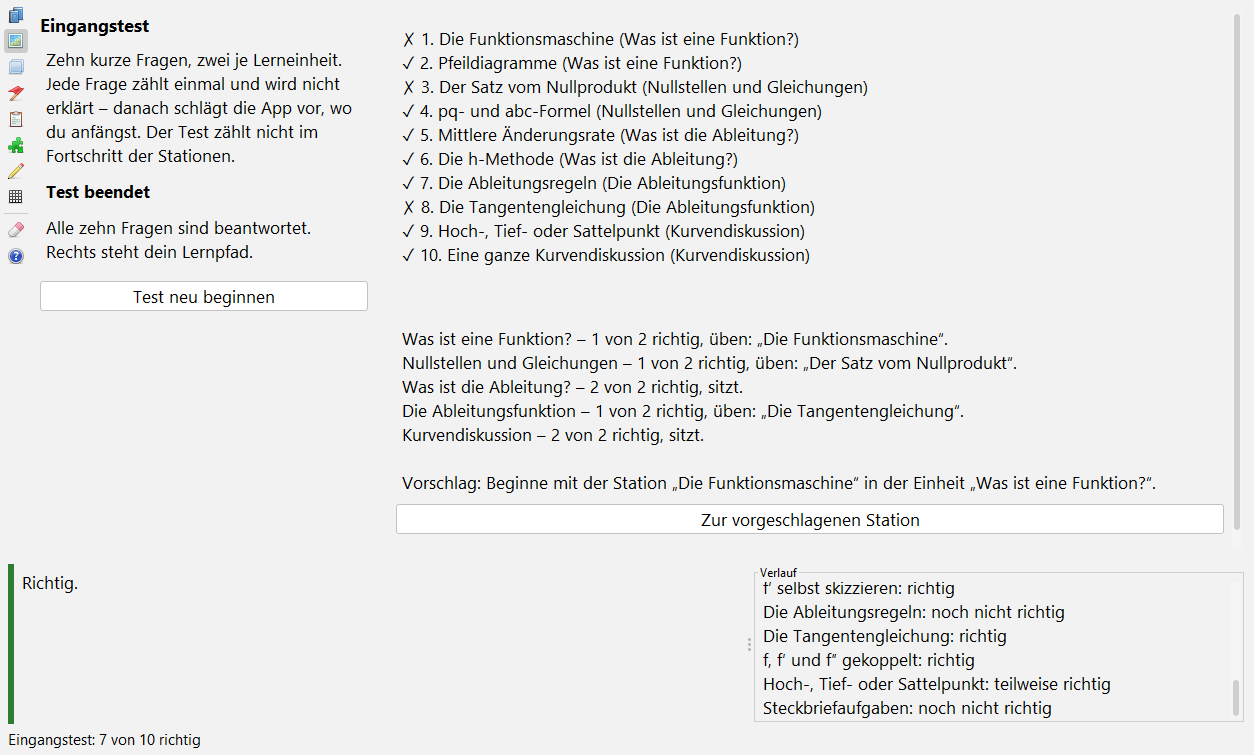 Eingangstest
Zehn kurze Fragen, zwei je Lerneinheit.
Jede Frage zählt einmal und wird nicht
erklärt – danach schlägt die App vor, wo
du anfängst. Der Test zählt nicht im
Fortschritt der Stationen.
Test beendet
Alle zehn Fragen sind beantwortet.
Rechts steht dein Lernpfad.
Test neu beginnen
✗ 1. Die Funktionsmaschine (Was ist eine Funktion?)
✓ 2. Pfeildiagramme (Was ist eine Funktion?)
✗ 3. Der Satz vom Nullprodukt (Nullstellen und Gleichungen)
✓ 4. pq- und abc-Formel (Nullstellen und Gleichungen)
✓ 5. Mittlere Änderungsrate (Was ist die Ableitung?)
✓ 6. Die h-Methode (Was ist die Ableitung?)
✓ 7. Die Ableitungsregeln (Die Ableitungsfunktion)
✗ 8. Die Tangentengleichung (Die Ableitungsfunktion)
✓ 9. Hoch-, Tief- oder Sattelpunkt (Kurvendiskussion)
✓ 10. Eine ganze Kurvendiskussion (Kurvendiskussion)
Was ist eine Funktion? – 1 von 2 richtig, üben: „Die Funktionsmaschine“.
Nullstellen und Gleichungen – 1 von 2 richtig, üben: „Der Satz vom Nullprodukt“.
Was ist die Ableitung? – 2 von 2 richtig, sitzt.
Die Ableitungsfunktion – 1 von 2 richtig, üben: „Die Tangentengleichung“.
Kurvendiskussion – 2 von 2 richtig, sitzt.
Vorschlag: Beginne mit der Station „Die Funktionsmaschine“ in der Einheit „Was ist eine Funktion?“.
Zur vorgeschlagenen Station
Richtig.
Verlauf
f′ selbst skizzieren: richtig
Die Ableitungsregeln: noch nicht richtig
Die Tangentengleichung: richtig
f, f′ und f″ gekoppelt: richtig
Hoch-, Tief- oder Sattelpunkt: teilweise richtig
Steckbriefaufgaben: noch nicht richtig
Eingangstest: 7 von 10 richtig